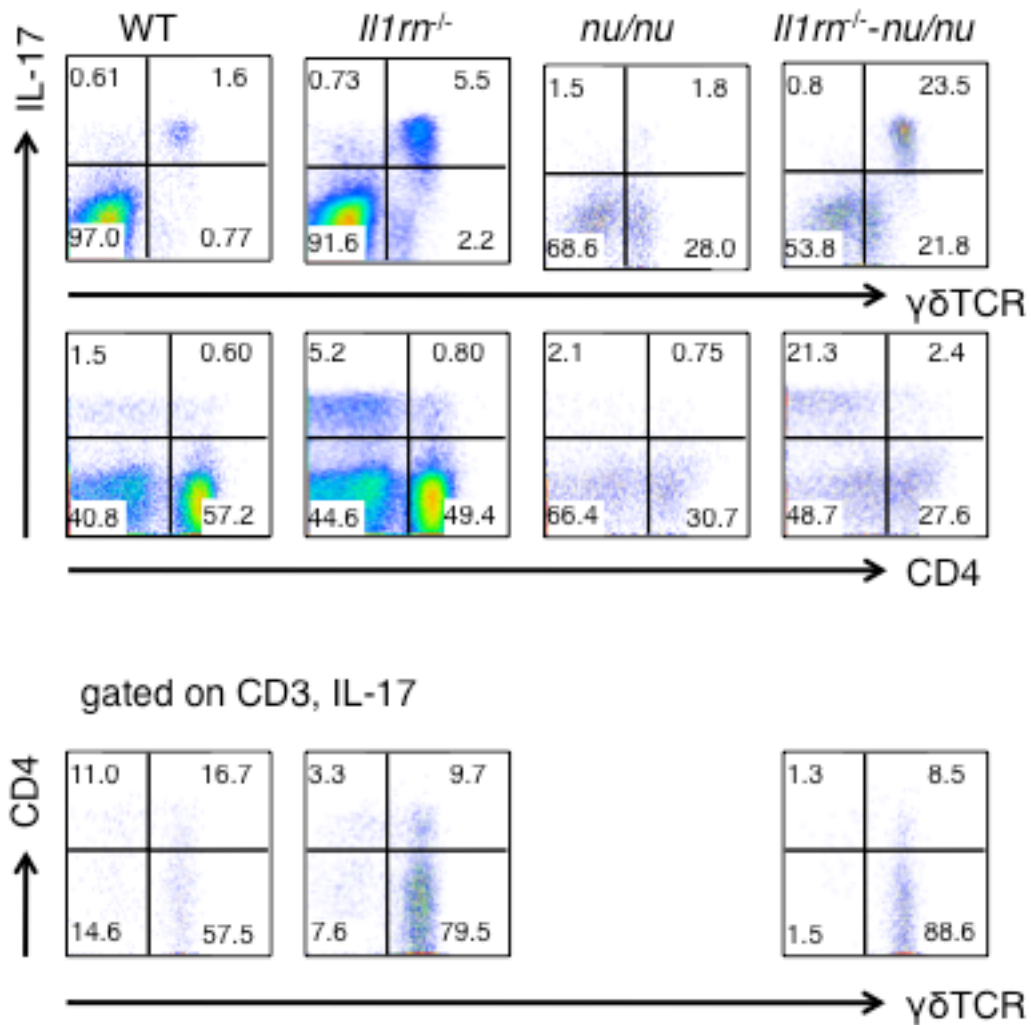 WT Il1rn-/- nu/nu Il1rn-/--nu/nu
IL-17
0.61 1.6 0.73 5.5 1.5 1.8 0.8 23.5
97.0 0.77 91.6 2.2 68.6 28.0 53.8 21.8
γδTCR
1.5 0.60 5.2 0.80 2.1 0.75 21.3 2.4
40.8 57.2 44.6 49.4 66.4 30.7 48.7 27.6
CD4
gated on CD3, IL-17
CD4
11.0 16.7 3.3 9.7 1.3 8.5
14.6 57.5 7.6 79.5 1.5 88.6
γδTCR